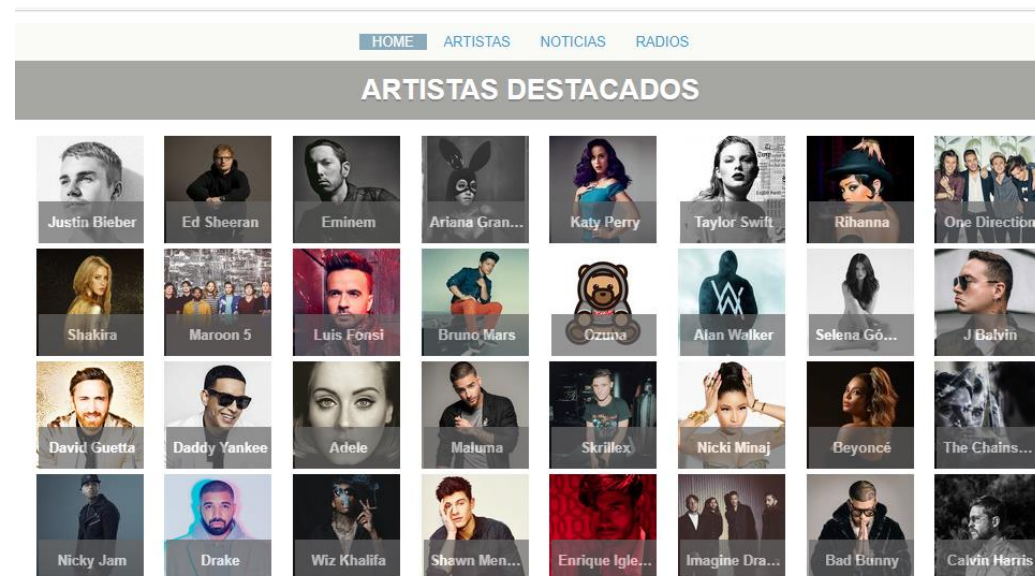 HOME ARTISTAS NOTICIAS RADIOS
ARTISTAS DESTACADOS
Justin Bieber Ed Sheeran Eminem Ariana Gran... Katy Perry Taylor Swift Rihanna One Direction
Shakira Maroon 5 Luis Fonsi Bruno Mars Ozuna Alan Walker Selena Gó... J Balvin
David Guetta Daddy Yankee Adele Maluma Skrillex Nicki Minaj Beyoncé The Chains...
Nicky Jam Drake Wiz Khalifa Shawn Men... Enrique Igle... Imagine Dra... Bad Bunny Calvin Harris